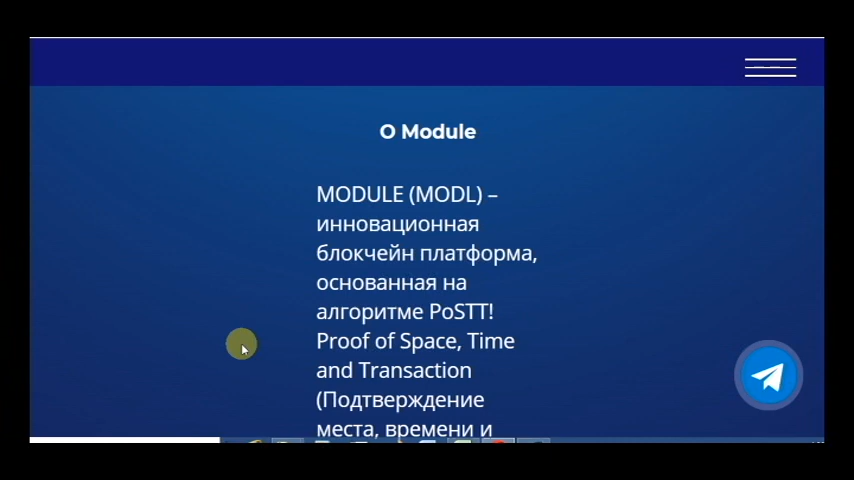 О Module
MODULE (MODL) –
инновационная
блокчейн платформа,
основанная на
алгоритме PoSTT!
Proof of Space, Time
and Transaction
(Подтверждение
места, времени и